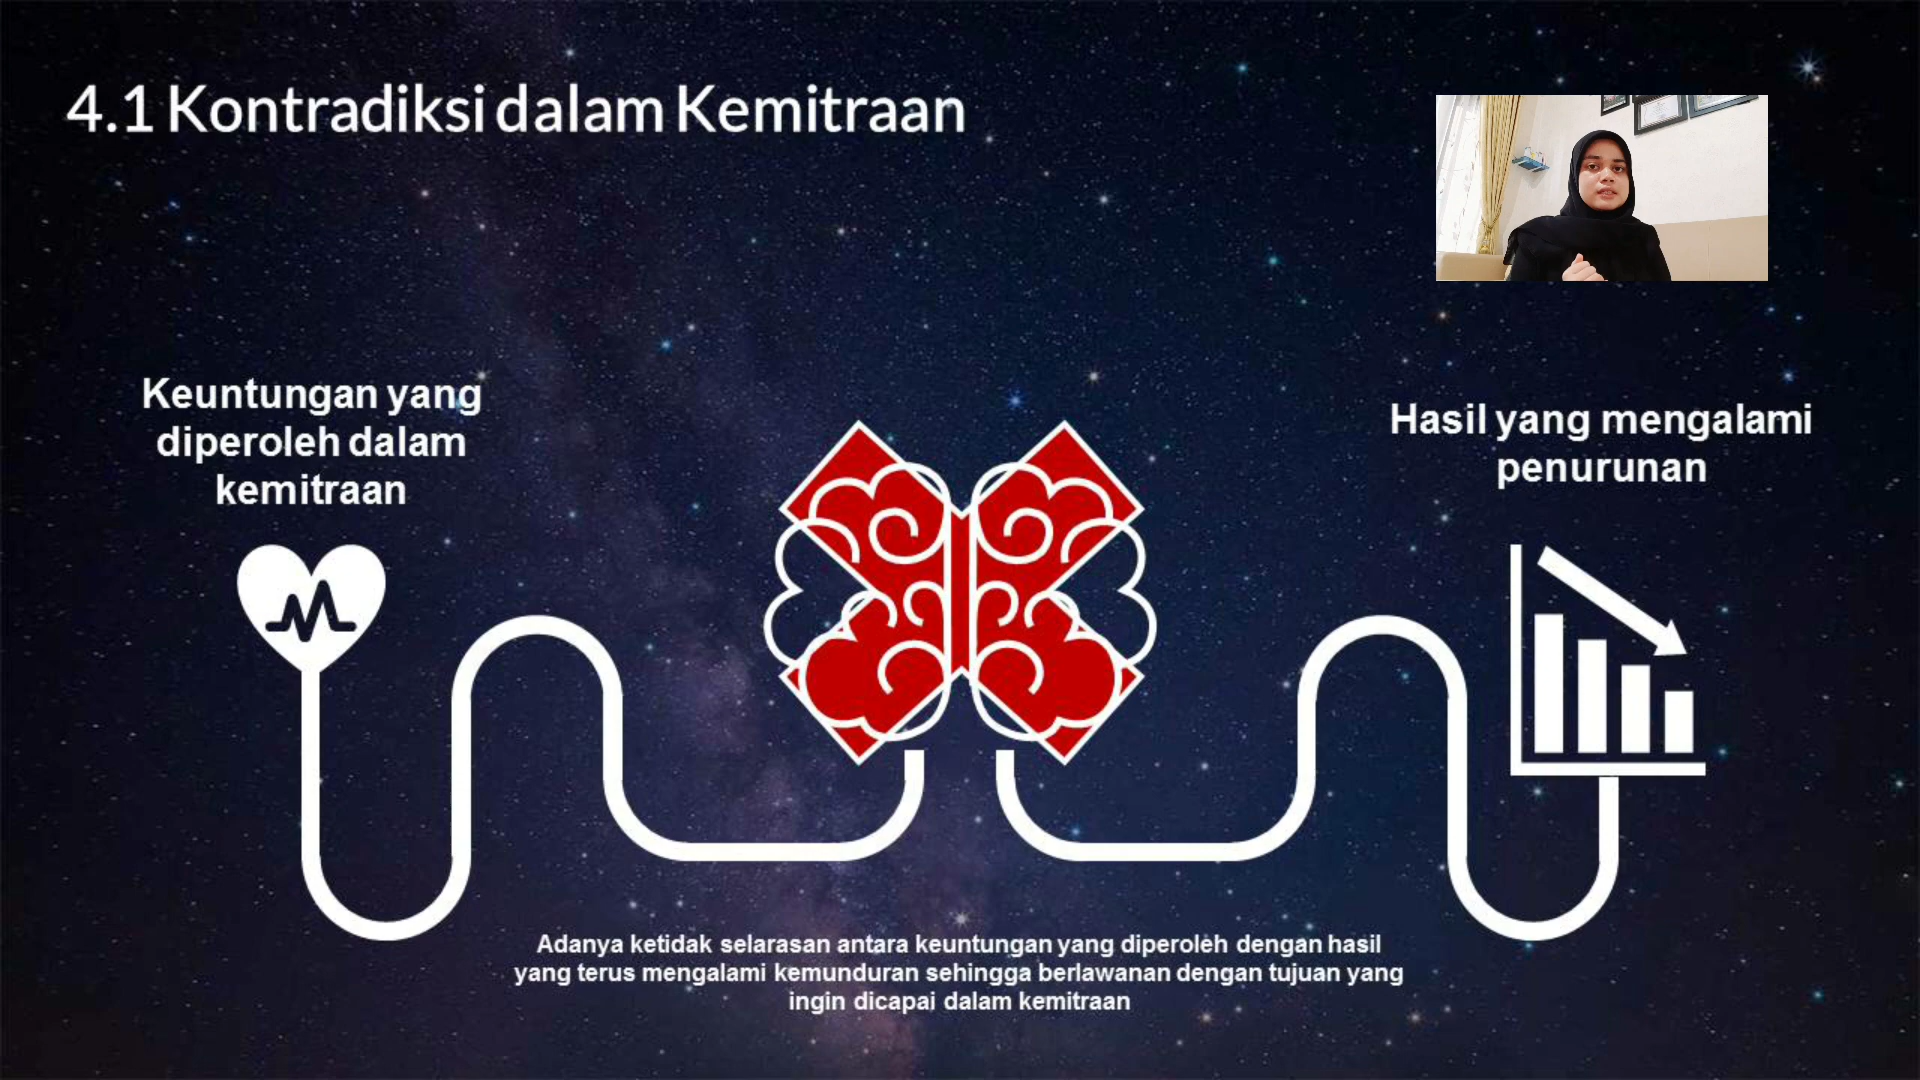 4.1 Kontradiksi dalam Kemitraan
Keuntungan yang
diperoleh dalam
kemitraan
Hasil yang mengalami
penurunan
Adanya ketidak selarasan antara keuntungan yang diperoleh dengan hasil
yang terus mengalami kemunduran sehingga berlawanan dengan tujuan yang
ingin dicapai dalam kemitraan